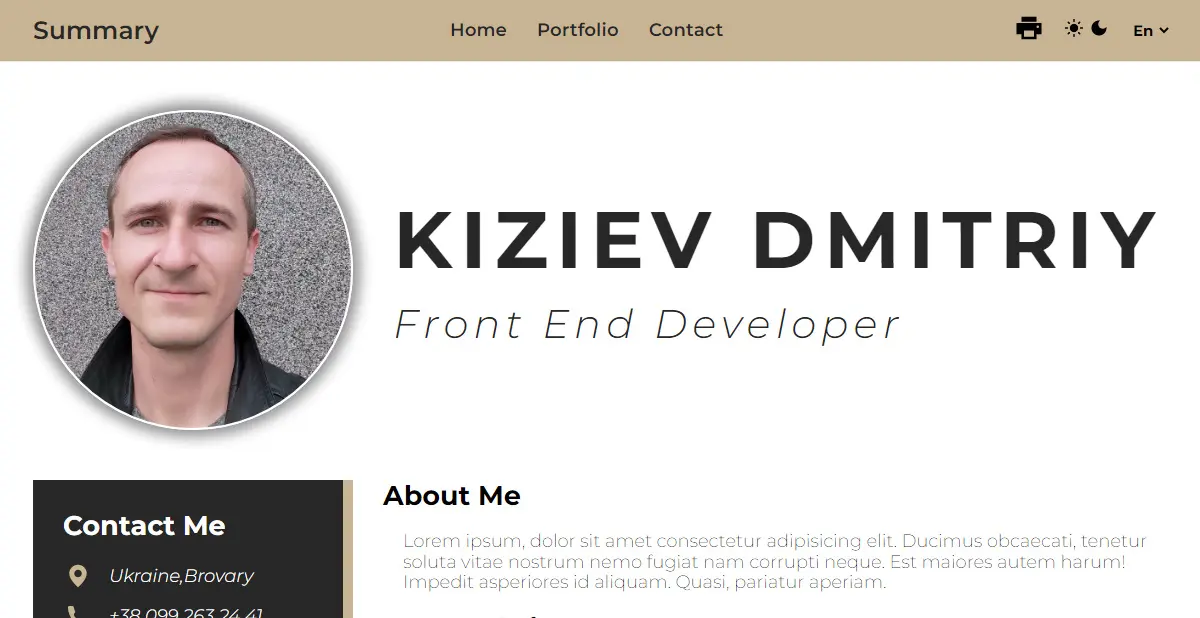 Summary
Home Portfolio Contact
En
KIZIEV DMITRIY
Front End Developer
Contact Me
Ukraine,Brovary
+38 099 263 24 41
About Me
Lorem ipsum, dolor sit amet consectetur adipisicing elit. Ducimus obcaecati, tenetur
soluta vitae nostrum nemo fugiat nam corrupti neque. Est maiores autem harum!
Impedit asperiores id aliquam. Quasi, pariatur aperiam.